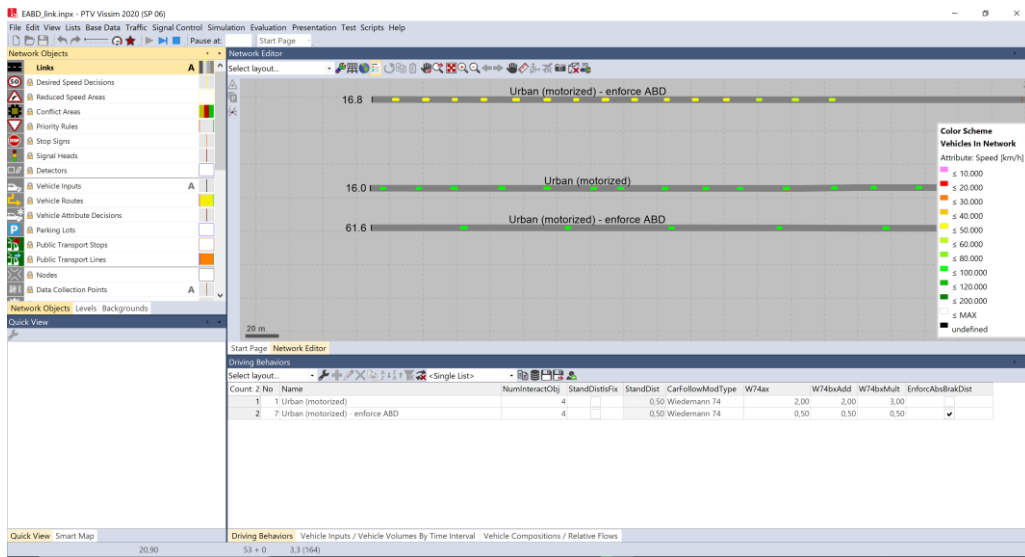 EABD_link.inpx - PTV Vissim 2020 (SP 06)
File Edit View Lists Base Data Traffic Signal Control Simulation Evaluation Presentation Test Scripts Help
Pause at: Start Page
Network Objects
Links A
Desired Speed Decisions
Reduced Speed Areas
Conflict Areas
Priority Rules
Stop Signs
Signal Heads
Detectors
Vehicle Inputs A
Vehicle Routes
Vehicle Attribute Decisions
Parking Lots
Public Transport Stops
Public Transport Lines
Nodes
Data Collection Points A
Network Objects Levels Backgrounds
Quick View
Quick View Smart Map
Network Editor
Select layout...
Urban (motorized) - enforce ABD
16.8
Urban (motorized)
16.0
Urban (motorized) - enforce ABD
61.6
20 m
Color Scheme
Vehicles In Network
Attribute: Speed [km/h]
≤ 10.000
≤ 20.000
≤ 30.000
≤ 40.000
≤ 50.000
≤ 60.000
≤ 80.000
≤ 100.000
≤ 120.000
≤ 200.000
≤ MAX
undefined
Start Page Network Editor
Driving Behaviors
Select layout... <Single List>
Count: 2 No Name NumInteractObj StandDistIsFix StandDist CarFollowModType W74ax W74bxAdd W74bxMult EnforcAbsBrakDist
1 1 Urban (motorized) 4 0,50 Wiedemann 74 2,00 2,00 3,00
2 7 Urban (motorized) - enforce ABD 4 0,50 Wiedemann 74 0,50 0,50 0,50
Driving Behaviors Vehicle Inputs / Vehicle Volumes By Time Interval Vehicle Compositions / Relative Flows
20,90 53 + 0 3,3 (164)